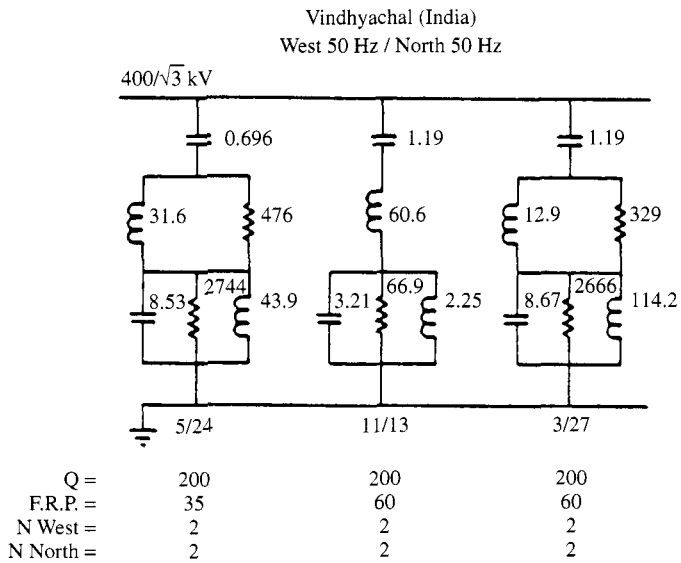 Vindhyachal (India)
West 50 Hz / North 50 Hz
400/√3 kV
0.696 1.19 1.19
31.6 476 60.6 12.9 329
8.53 2744 43.9 3.21 66.9 2.25 8.67 2666 114.2
5/24 11/13 3/27
Q = 200 200 200
F.R.P. = 35 60 60
N West = 2 2 2
N North = 2 2 2